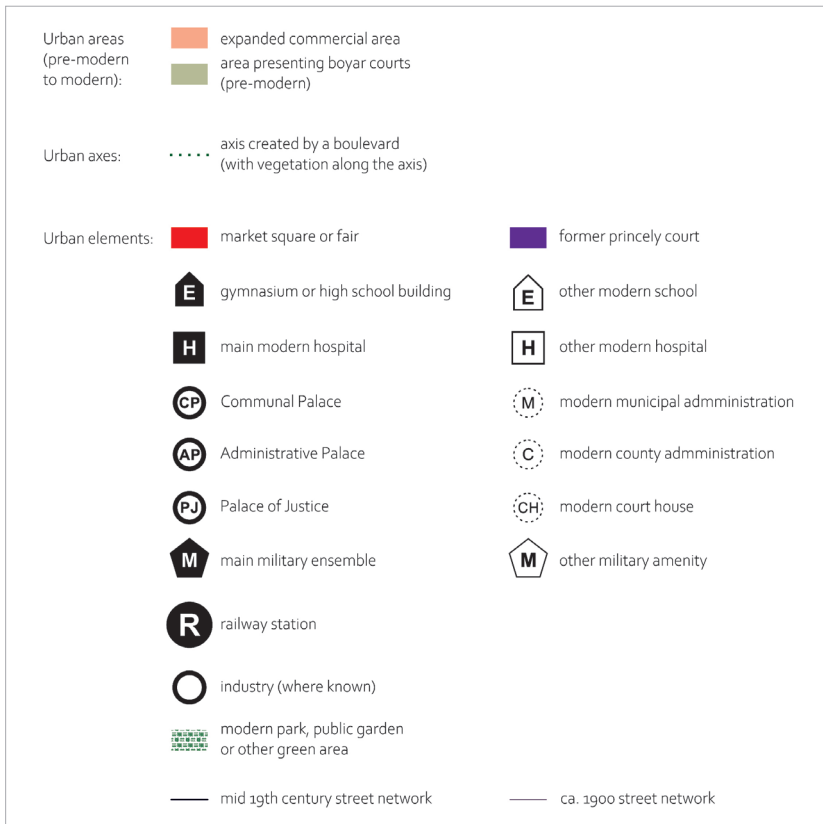 Urban areas
(pre-modern
to modern):
expanded commercial area
area presenting boyar courts
(pre-modern)
Urban axes:
axis created by a boulevard
(with vegetation along the axis)
Urban elements:
market square or fair
former princely court
E gymnasium or high school building
E other modern school
H main modern hospital
H other modern hospital
CP Communal Palace
M modern municipal admministration
AP Administrative Palace
C modern county admministration
PJ Palace of Justice
CH modern court house
M main military ensemble
M other military amenity
R railway station
industry (where known)
modern park, public garden
or other green area
mid 19th century street network
ca. 1900 street network